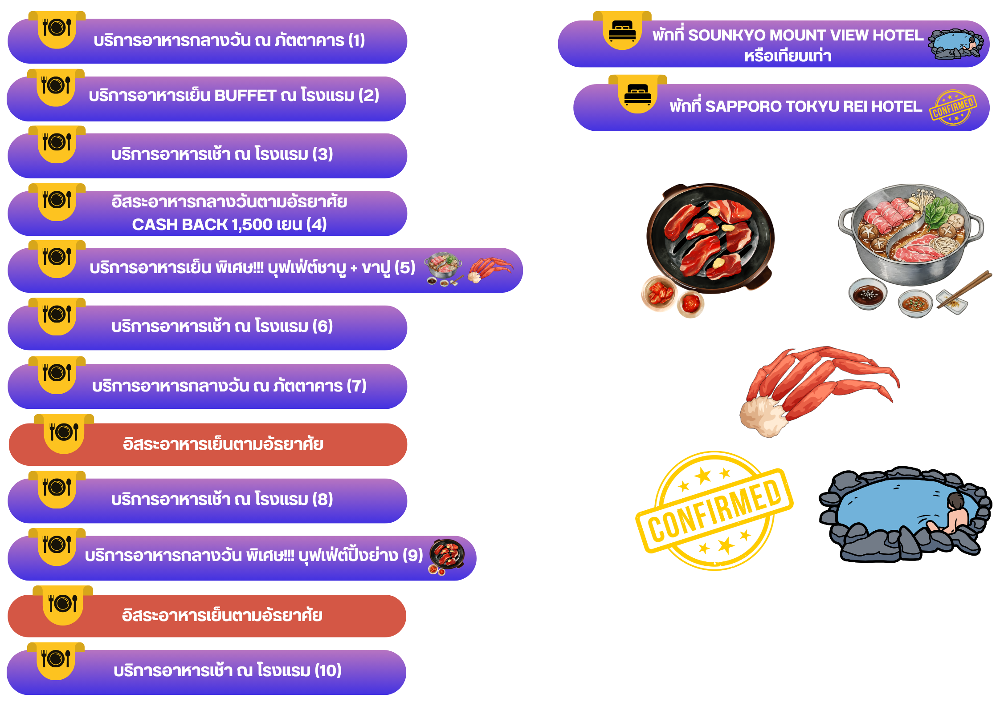 บริการอาหารกลางวัน ณ ภัตตาคาร (1)
บริการอาหารเย็น BUFFET ณ โรงแรม (2)
บริการอาหารเช้า ณ โรงแรม (3)
อิสระอาหารกลางวันตามอัธยาศัย
CASH BACK 1,500 เยน (4)
บริการอาหารเย็น พิเศษ!!! บุฟเฟ่ต์ชาบู + ขาปู (5)
บริการอาหารเช้า ณ โรงแรม (6)
บริการอาหารกลางวัน ณ ภัตตาคาร (7)
อิสระอาหารเย็นตามอัธยาศัย
บริการอาหารเช้า ณ โรงแรม (8)
บริการอาหารกลางวัน พิเศษ!!! บุฟเฟ่ต์ปิ้งย่าง (9)
อิสระอาหารเย็นตามอัธยาศัย
บริการอาหารเช้า ณ โรงแรม (10)
พักที่ SOUNKYO MOUNT VIEW HOTEL
หรือเทียบเท่า
พักที่ SAPPORO TOKYU REI HOTEL
CONFIRMED
CONFIRMED